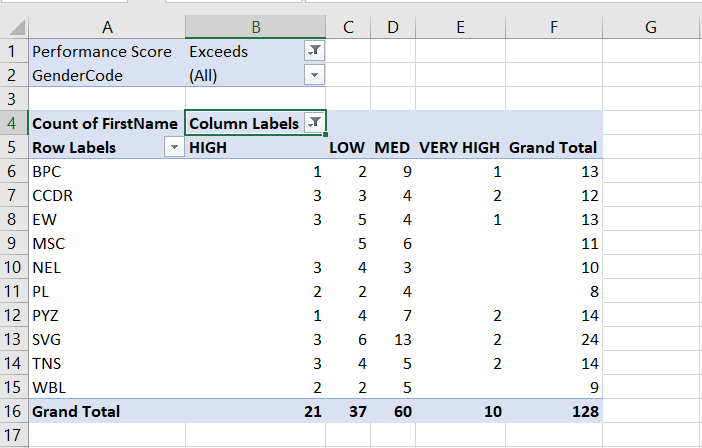 A B C D E F G
1 Performance Score Exceeds
2 GenderCode (All)
3
4 Count of FirstName Column Labels
5 Row Labels HIGH LOW MED VERY HIGH Grand Total
6 BPC 1 2 9 1 13
7 CCDR 3 3 4 2 12
8 EW 3 5 4 1 13
9 MSC 5 6 11
10 NEL 3 4 3 10
11 PL 2 2 4 8
12 PYZ 1 4 7 2 14
13 SVG 3 6 13 2 24
14 TNS 3 4 5 2 14
15 WBL 2 2 5 9
16 Grand Total 21 37 60 10 128
17